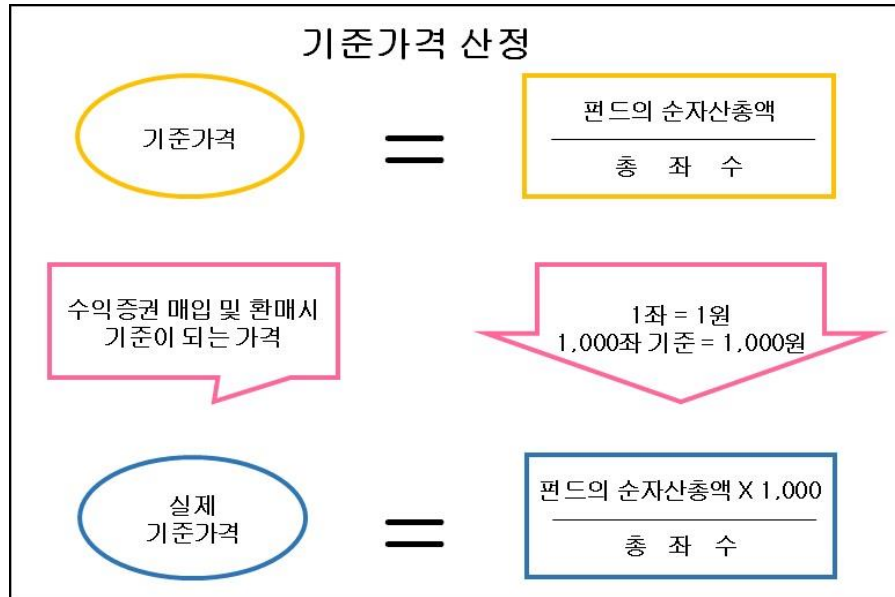 기준가격 산정
기준가격
=
펀드의 순자산총액
총 좌 수
수익증권 매입 및 환매시
기준이 되는 가격
1좌 = 1원
1,000좌 기준 = 1,000원
실제
기준가격
=
펀드의 순자산총액 X 1,000
총 좌 수